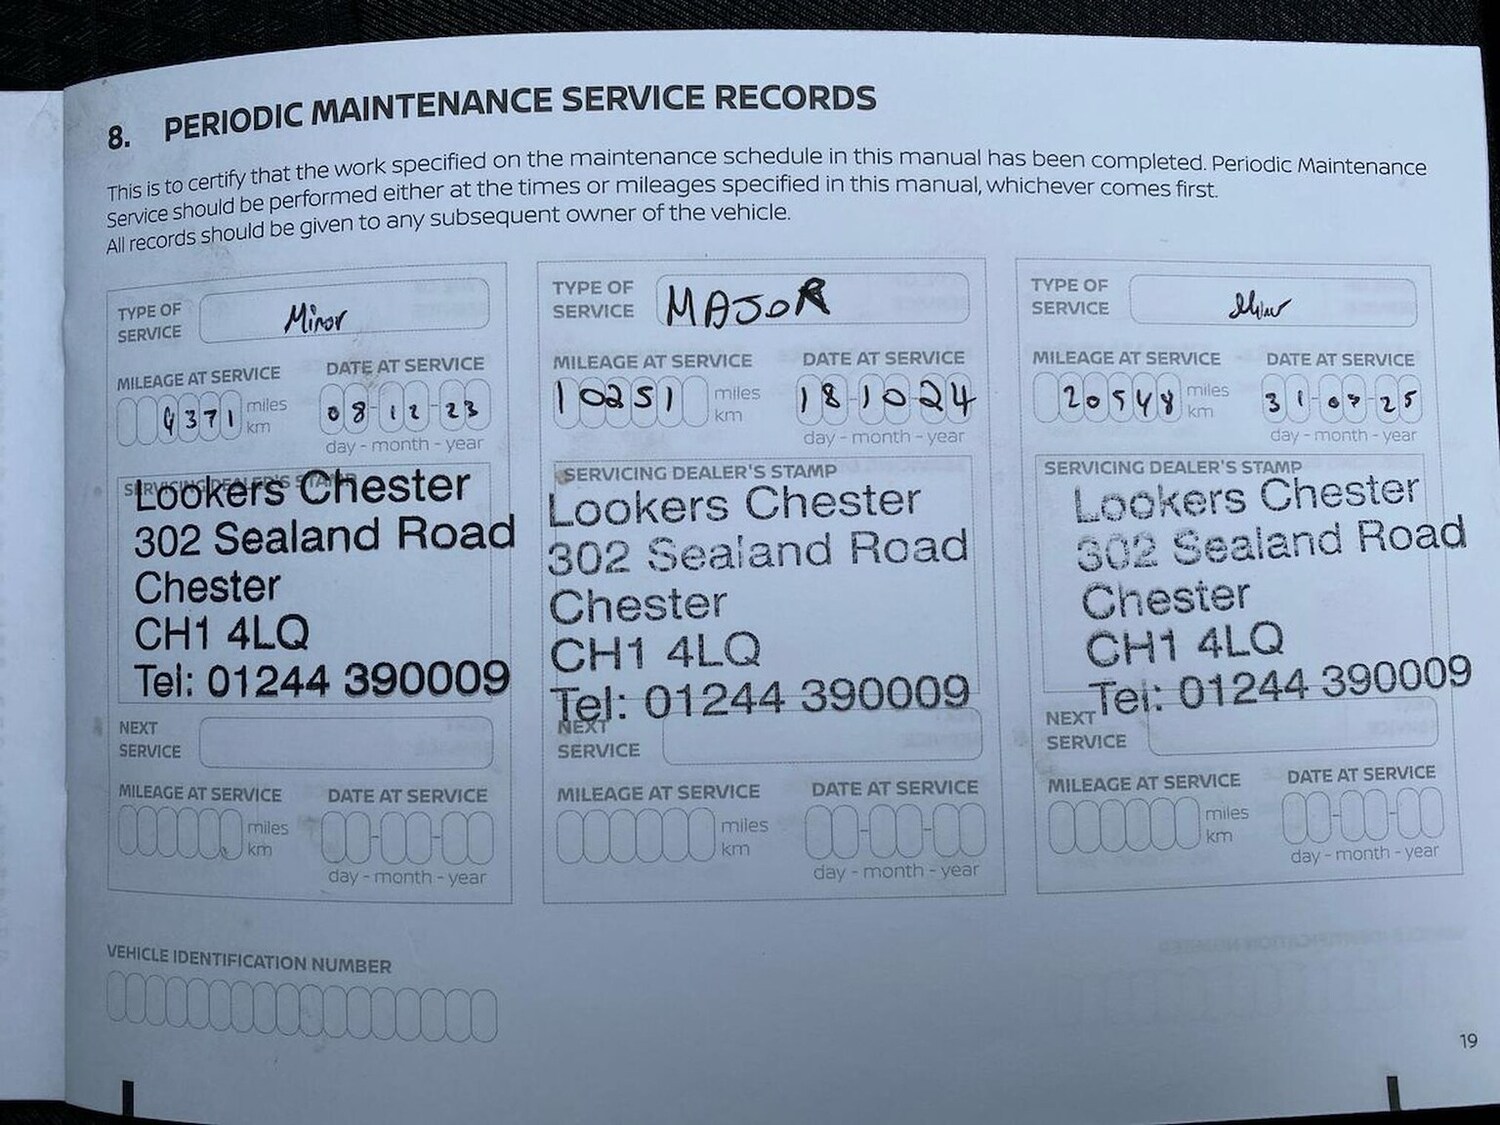 8. PERIODIC MAINTENANCE SERVICE RECORDS
This is to certify that the work specified on the maintenance schedule in this manual has been completed. Periodic Maintenance
Service should be performed either at the times or mileages specified in this manual, whichever comes first.
All records should be given to any subsequent owner of the vehicle.
TYPE OF
SERVICE
Minor
MILEAGE AT SERVICE
DATE AT SERVICE
miles
km
08-12-23
day - month - year
SERVICING DEALER'S STAMP
Lookers Chester
302 Sealand Road
Chester
CH1 4LQ
Tel: 01244 390009
NEXT
SERVICE
MILEAGE AT SERVICE
DATE AT SERVICE
miles
km
day - month - year
TYPE OF
SERVICE
MAJOR
MILEAGE AT SERVICE
DATE AT SERVICE
10251
miles
km
18-10-24
day - month - year
SERVICING DEALER'S STAMP
Lookers Chester
302 Sealand Road
Chester
CH1 4LQ
Tel: 01244 390009
NEXT
SERVICE
MILEAGE AT SERVICE
DATE AT SERVICE
miles
km
day - month - year
TYPE OF
SERVICE
Minor
MILEAGE AT SERVICE
DATE AT SERVICE
20548
miles
km
day - month - year
SERVICING DEALER'S STAMP
Lookers Chester
302 Sealand Road
Chester
CH1 4LQ
Tel: 01244 390009
NEXT
SERVICE
MILEAGE AT SERVICE
DATE AT SERVICE
miles
km
day - month - year
VEHICLE IDENTIFICATION NUMBER
19